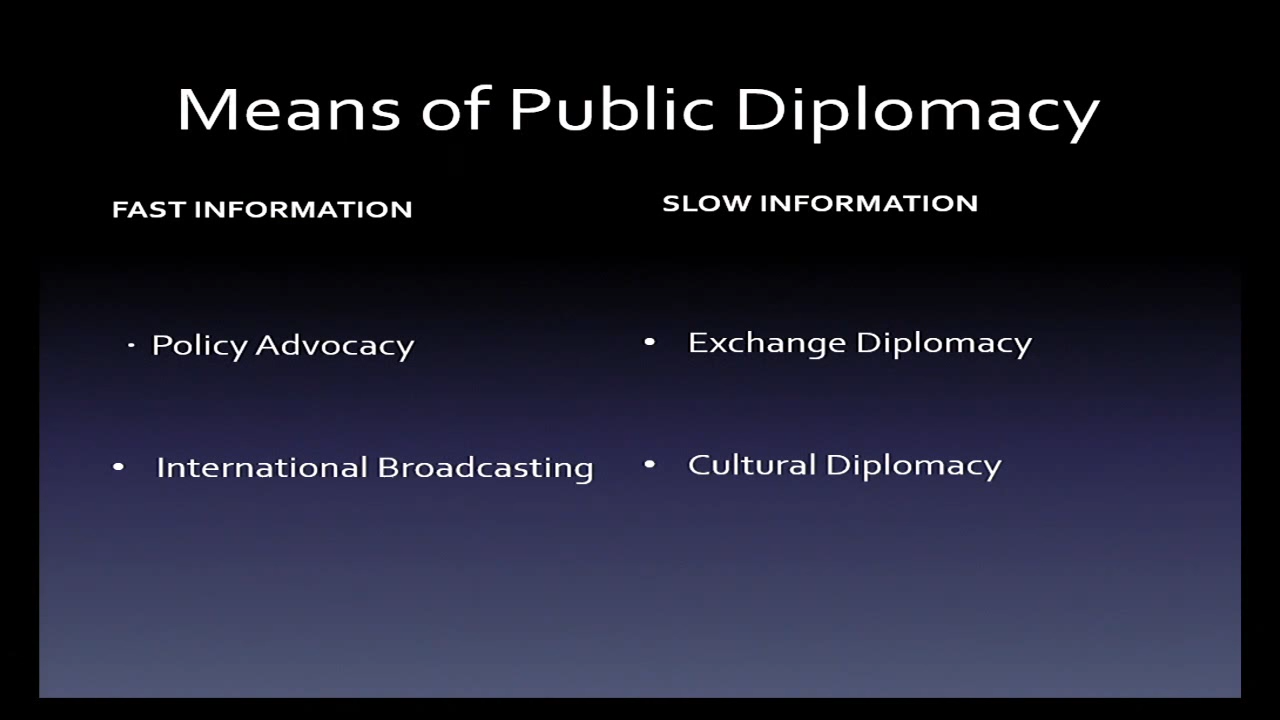 Means of Public Diplomacy
FAST INFORMATION
• Policy Advocacy
• International Broadcasting
SLOW INFORMATION
• Exchange Diplomacy
• Cultural Diplomacy